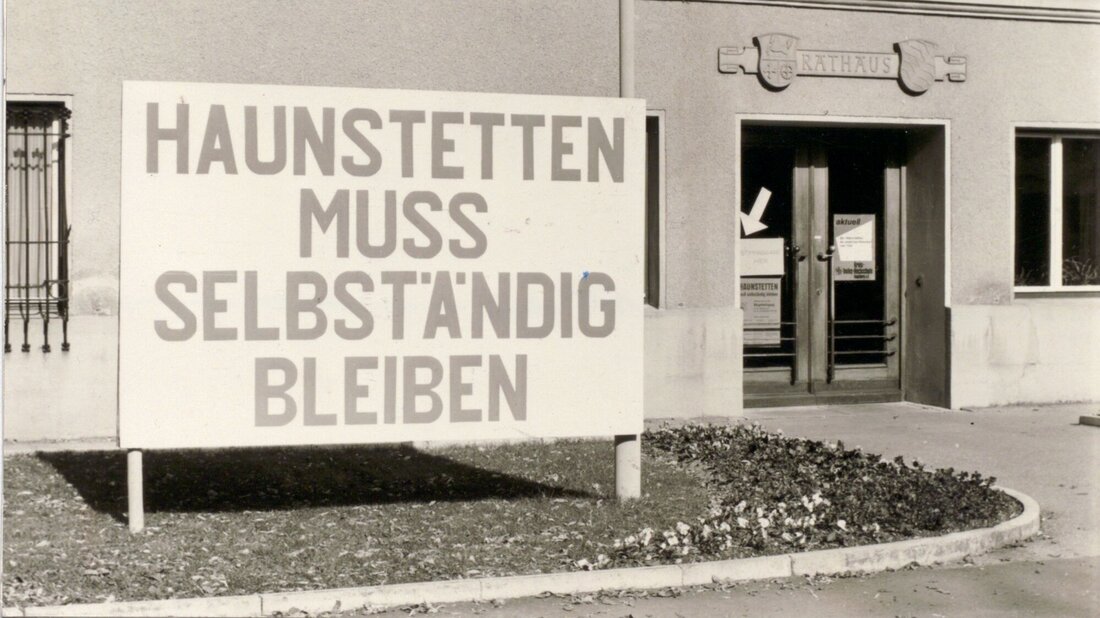 HAUNSTETTEN
MUSS
SELBSTÄNDIG
BLEIBEN
RATHAUS
aktuell
HAUNSTETTEN